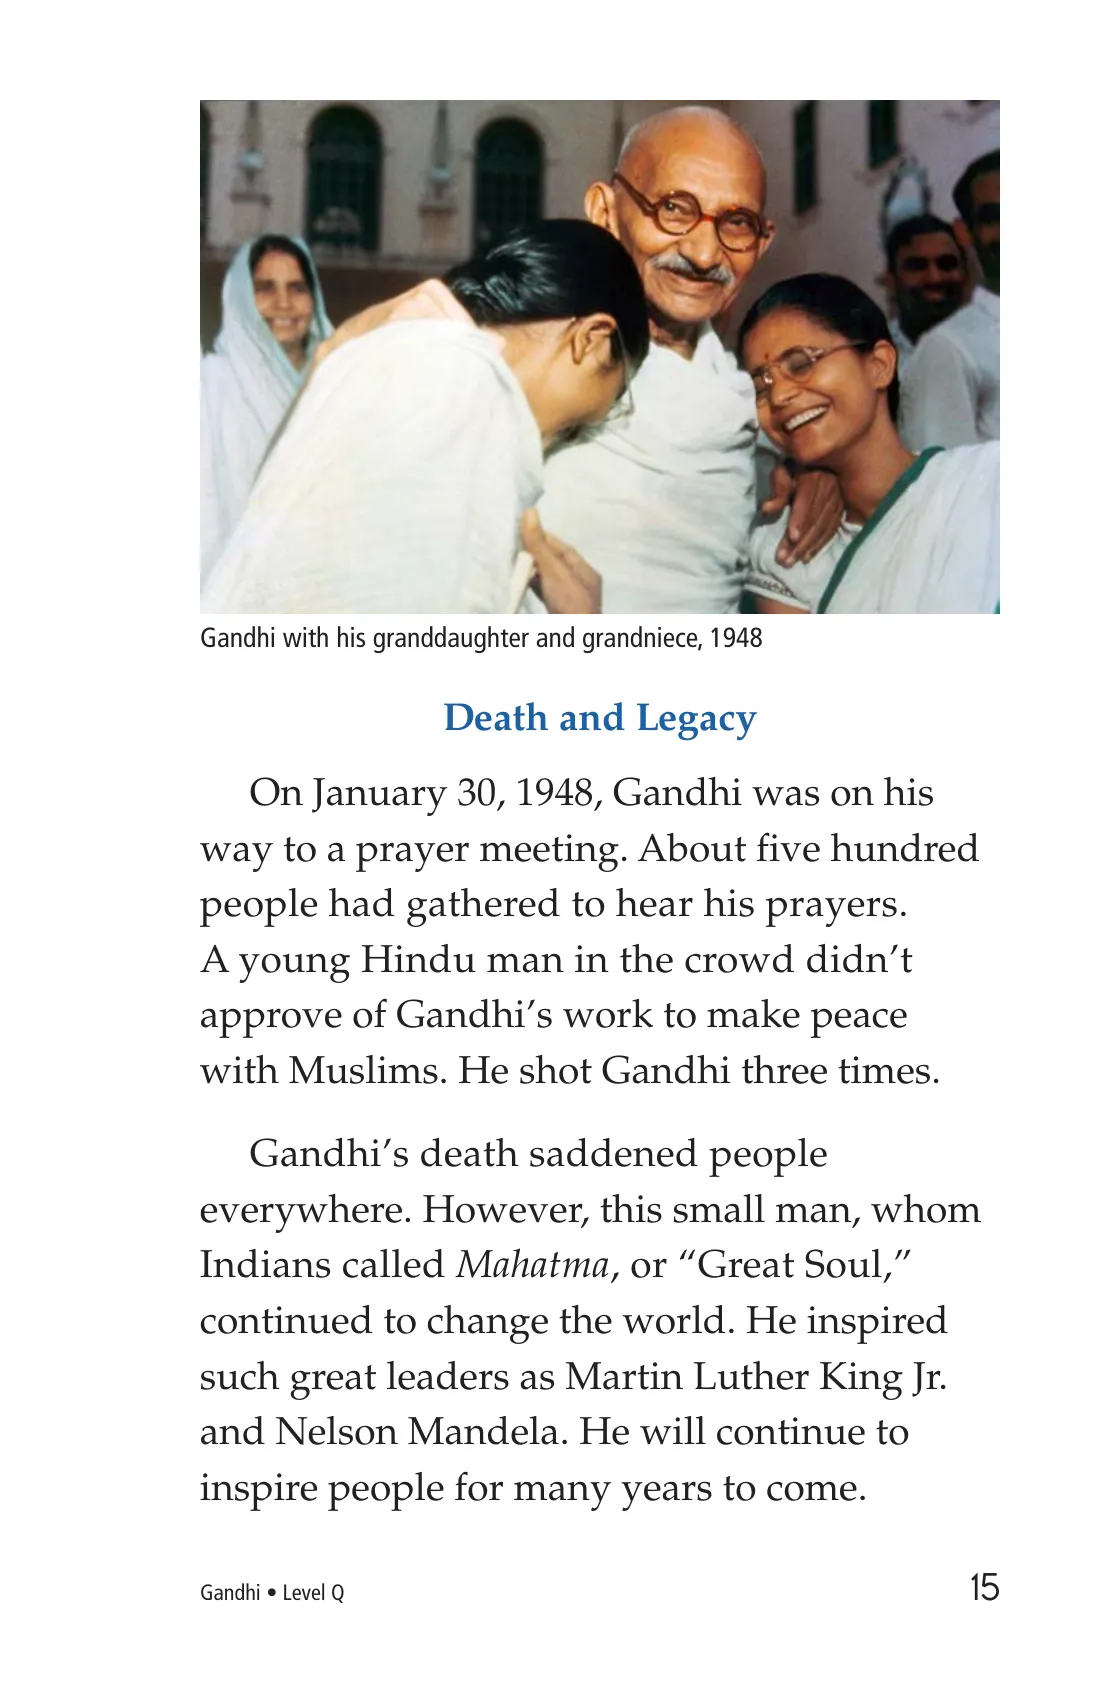 Gandhi with his granddaughter and grandniece, 1948
Death and Legacy
On January 30, 1948, Gandhi was on his
way to a prayer meeting. About five hundred
people had gathered to hear his prayers.
A young Hindu man in the crowd didn’t
approve of Gandhi’s work to make peace
with Muslims. He shot Gandhi three times.
Gandhi’s death saddened people
everywhere. However, this small man, whom
Indians called Mahatma, or “Great Soul,”
continued to change the world. He inspired
such great leaders as Martin Luther King Jr.
and Nelson Mandela. He will continue to
inspire people for many years to come.
Gandhi • Level Q
15